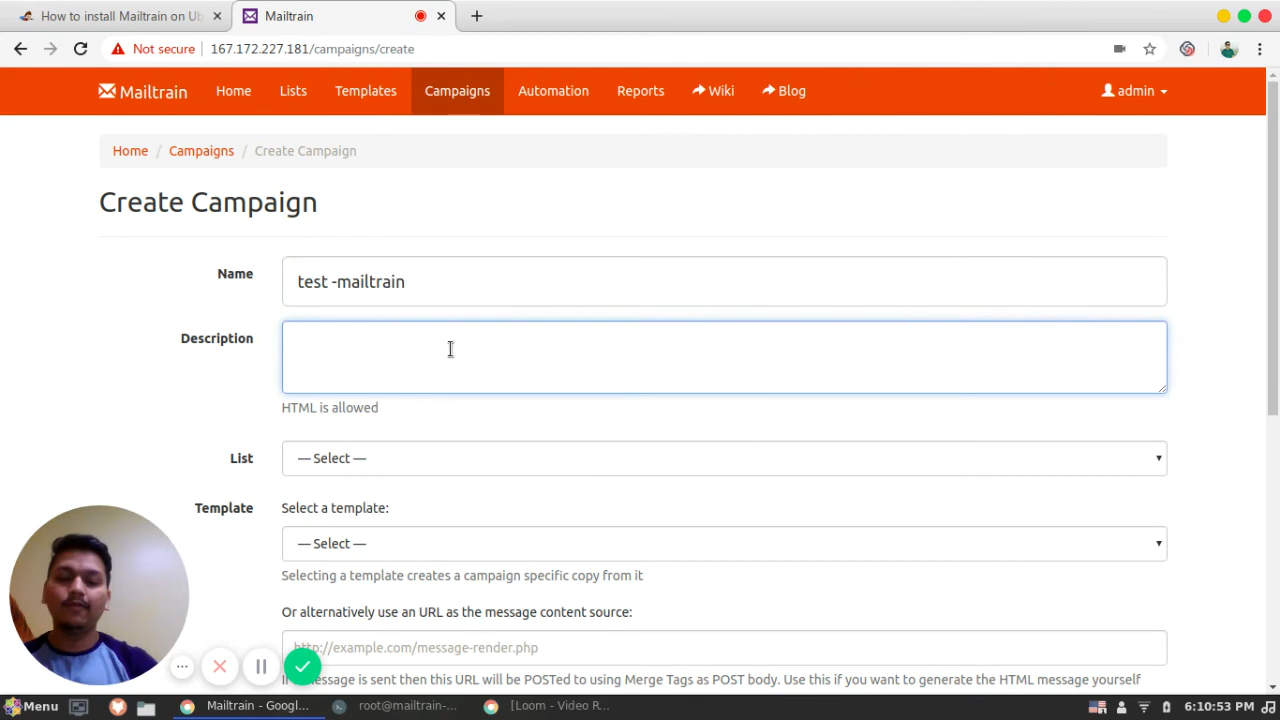 How to install Mailtrain on Ub
Mailtrain
Not secure
167.172.227.181/campaigns/create
Mailtrain
Home
Lists
Templates
Campaigns
Automation
Reports
Wiki
Blog
admin
Home / Campaigns / Create Campaign
Create Campaign
Name
test -mailtrain
Description
HTML is allowed
List
— Select —
Template
Select a template:
— Select —
Selecting a template creates a campaign specific copy from it
Or alternatively use an URL as the message content source:
http://example.com/message-render.php
message is sent then this URL will be POSTed to using Merge Tags as POST body. Use this if you want to generate the HTML message yourself
Menu
Mailtrain - Googl...
root@mailtrain-...
[Loom - Video R...
6:10:53 PM